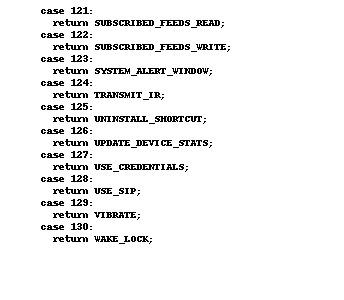 case 121:
return SUBSCRIBED_FEEDS_READ;
case 122:
return SUBSCRIBED_FEEDS_WRITE;
case 123:
return SYSTEM_ALERT_WINDOW;
case 124:
return TRANSMIT_IR;
case 125:
return UNINSTALL_SHORTCUT;
case 126:
return UPDATE_DEVICE_STATS;
case 127:
return USE_CREDENTIALS;
case 128:
return USE_SIP;
case 129:
return VIBRATE;
case 130:
return WAKE_LOCK;